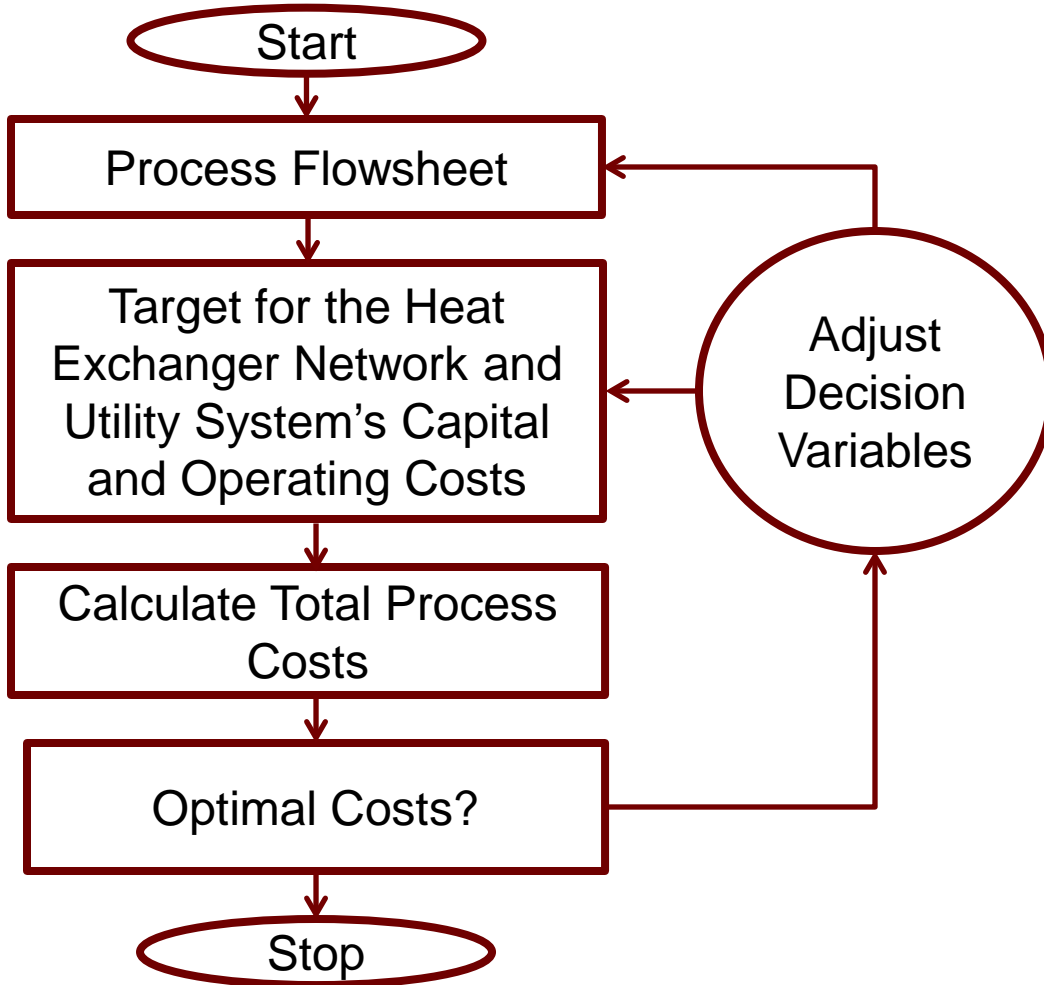 Start
Process Flowsheet
Target for the Heat
Exchanger Network and
Utility System’s Capital
and Operating Costs
Adjust
Decision
Variables
Calculate Total Process
Costs
Optimal Costs?
Stop